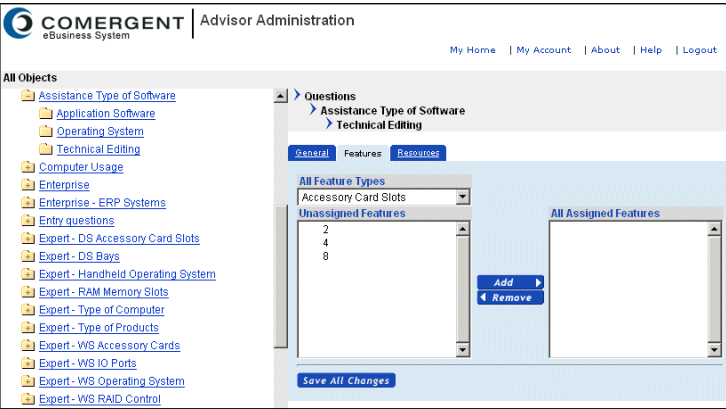 COMERGENT
eBusiness System
Advisor Administration
My Home | My Account | About | Help | Logout
All Objects
Assistance Type of Software
Application Software
Operating System
Technical Editing
Computer Usage
Enterprise
Enterprise - ERP Systems
Entry questions
Expert - DS Accessory Card Slots
Expert - DS Bays
Expert - Handheld Operating System
Expert - RAM Memory Slots
Expert - Type of Computer
Expert - Type of Products
Expert - WS Accessory Cards
Expert - WS IO Ports
Expert - WS Operating System
Expert - WS RAID Control
Questions
Assistance Type of Software
Technical Editing
General Features Resources
All Feature Types
Accessory Card Slots
Unassigned Features
2
4
8
Add
Remove
All Assigned Features
Save All Changes